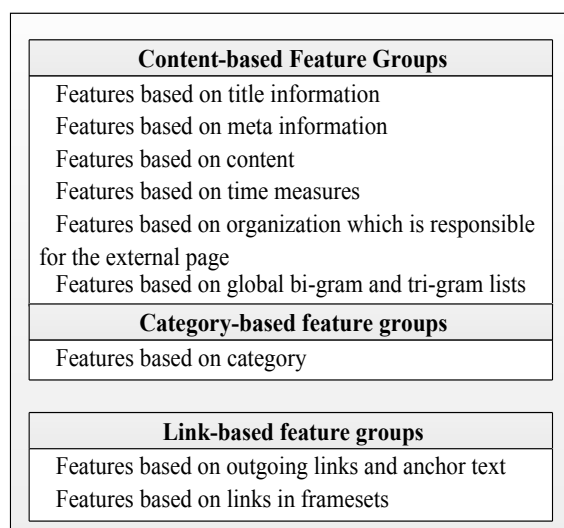 Content-based Feature Groups
Features based on title information
Features based on meta information
Features based on content
Features based on time measures
Features based on organization which is responsible
for the external page
Features based on global bi-gram and tri-gram lists
Category-based feature groups
Features based on category
Link-based feature groups
Features based on outgoing links and anchor text
Features based on links in framesets